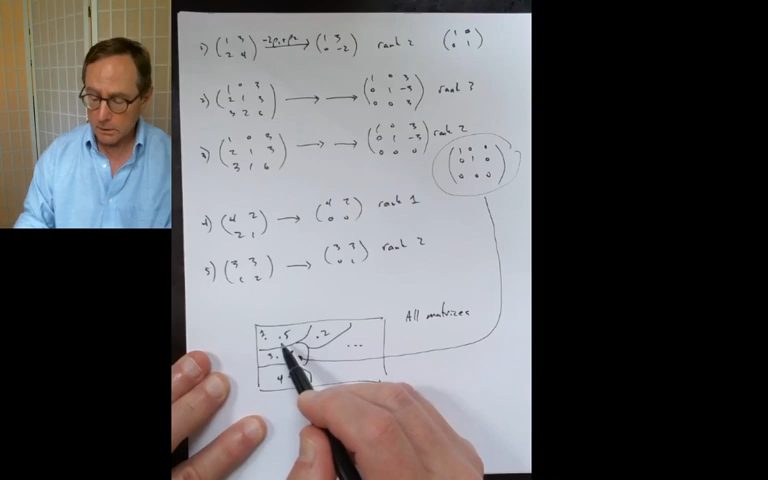 1) (1 3 / 2 4) -2ρ₁+ρ₂ → (1 3 / 0 -2) rank 2 (1 0 / 0 1)
2) (1 0 3 / 2 1 3 / 3 2 6) → → (1 0 3 / 0 1 -3 / 0 0 3) rank 3
3) (1 0 3 / 2 1 3 / 3 1 6) → → (1 0 3 / 0 1 -3 / 0 0 0) rank 2
(1 0 0 / 0 1 0 / 0 0 0)
4) (4 2 / 2 1) → (4 2 / 0 0) rank 1
5) (3 3 / 2) → (3 3 / 0) rank 2
All matrices
1. .5 .2
3. ...
4